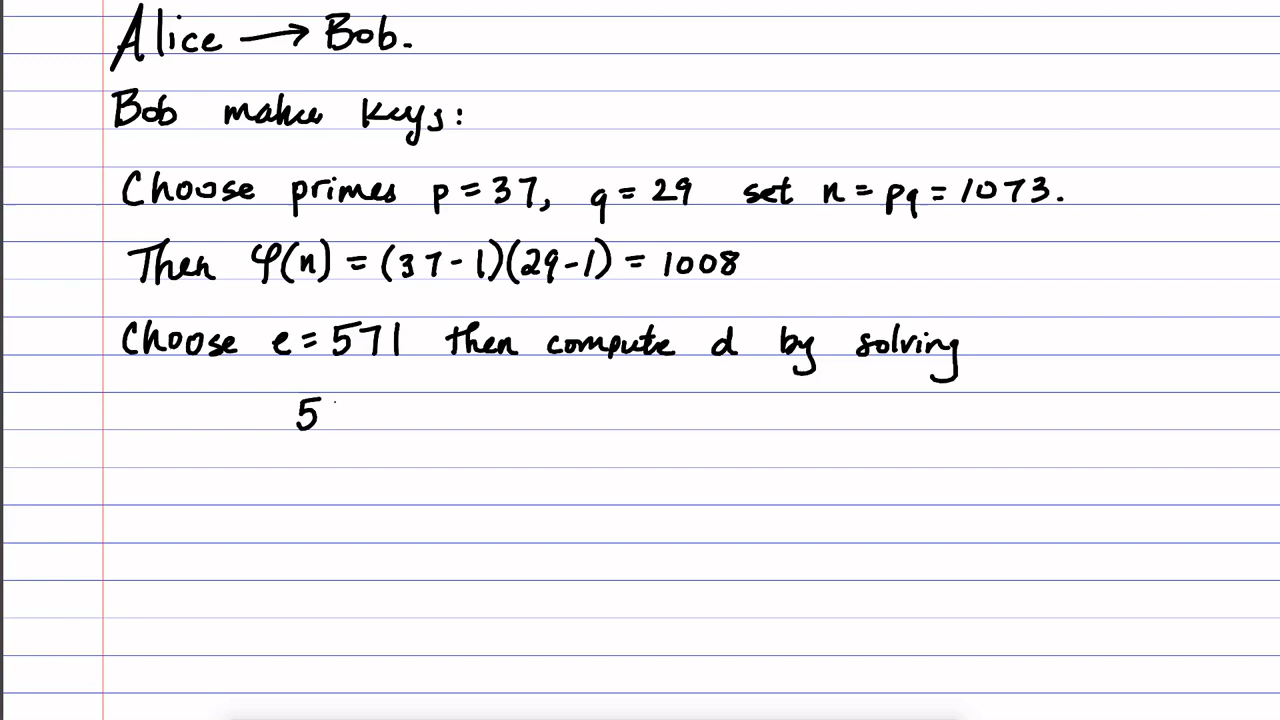 Alice → Bob.
Bob makes keys:
Choose primes p = 37, q = 29 set n = pq = 1073.
Then φ(n) = (37-1)(29-1) = 1008
Choose e = 571 then compute d by solving
5